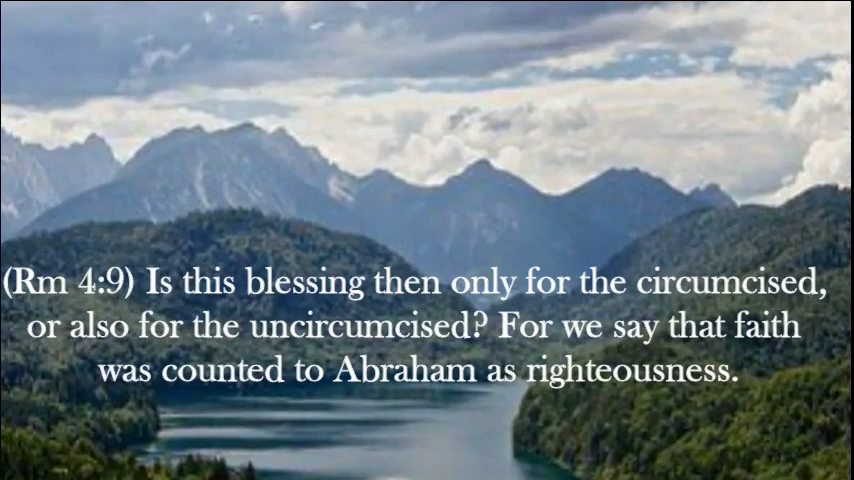 (Rm 4:9) Is this blessing then only for the circumcised,
or also for the uncircumcised? For we say that faith
was counted to Abraham as righteousness.